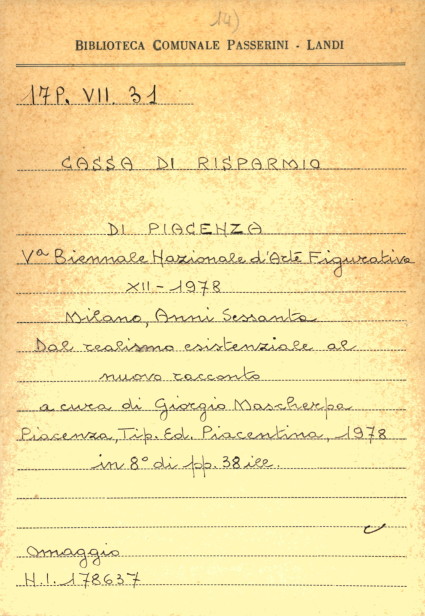 14)
BIBLIOTECA COMUNALE PASSERINI - LANDI
17P. VII. 31
CASSA DI RISPARMIO
DI PIACENZA
Vª Biennale Nazionale d'Arte Figurativa
XII - 1978
Milano, Anni Sessanta
Dal realismo esistenziale al
nuovo racconto
a cura di Giorgio Mascherpa
Piacenza, Tip. Ed. Piacentina, 1978
in 8° di pp. 38 ill.
omaggio
N.I. 178637